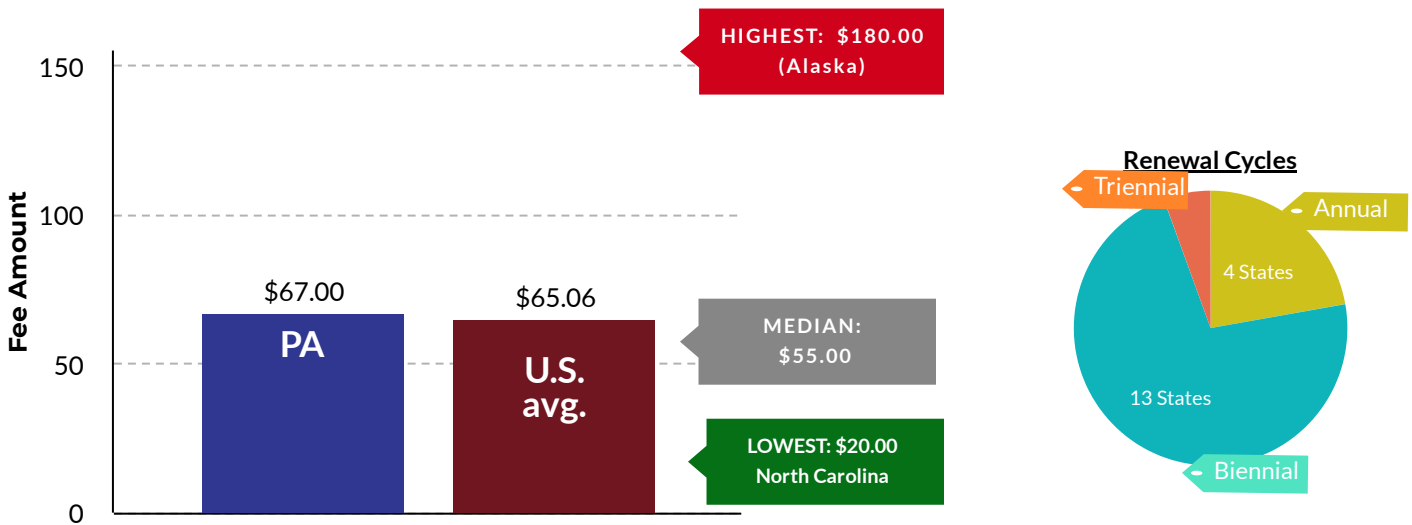 Fee Amount
150
100
50
0
$67.00
PA
$65.06
U.S.
avg.
HIGHEST: $180.00
(Alaska)
MEDIAN:
$55.00
LOWEST: $20.00
North Carolina
Renewal Cycles
Triennial
Annual
4 States
13 States
Biennial